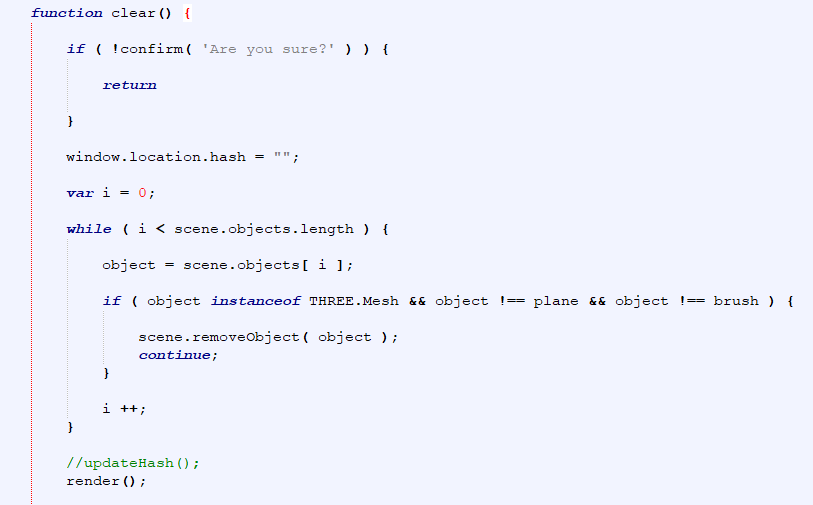 function clear() {
if ( !confirm( 'Are you sure?' ) ) {
return
}
window.location.hash = "";
var i = 0;
while ( i < scene.objects.length ) {
object = scene.objects[ i ];
if ( object instanceof THREE.Mesh && object !== plane && object !== brush ) {
scene.removeObject( object );
continue;
}
i ++;
}
//updateHash();
render();